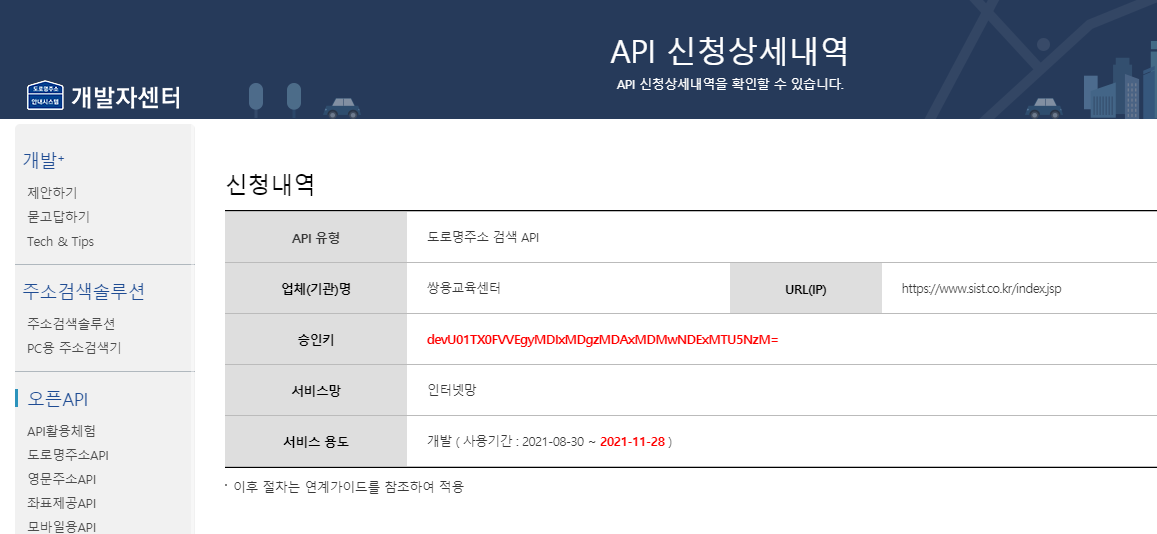 API 신청상세내역
API 신청상세내역을 확인할 수 있습니다.
도로명주소
안내시스템
개발자센터
개발+
제안하기
묻고답하기
Tech & Tips
주소검색솔루션
주소검색솔루션
PC용 주소검색기
오픈API
API활용체험
도로명주소API
영문주소API
좌표제공API
모바일용API
신청내역
API 유형 도로명주소 검색 API
업체(기관)명 쌍용교육센터 URL(IP) https://www.sist.co.kr/index.jsp
승인키 devU01TX0FVVEgyMDIxMDgzMDAxMDMwNDExMTU5NzM=
서비스망 인터넷망
서비스 용도 개발 ( 사용기간 : 2021-08-30 ~ 2021-11-28 )
· 이후 절차는 연계가이드를 참조하여 적용